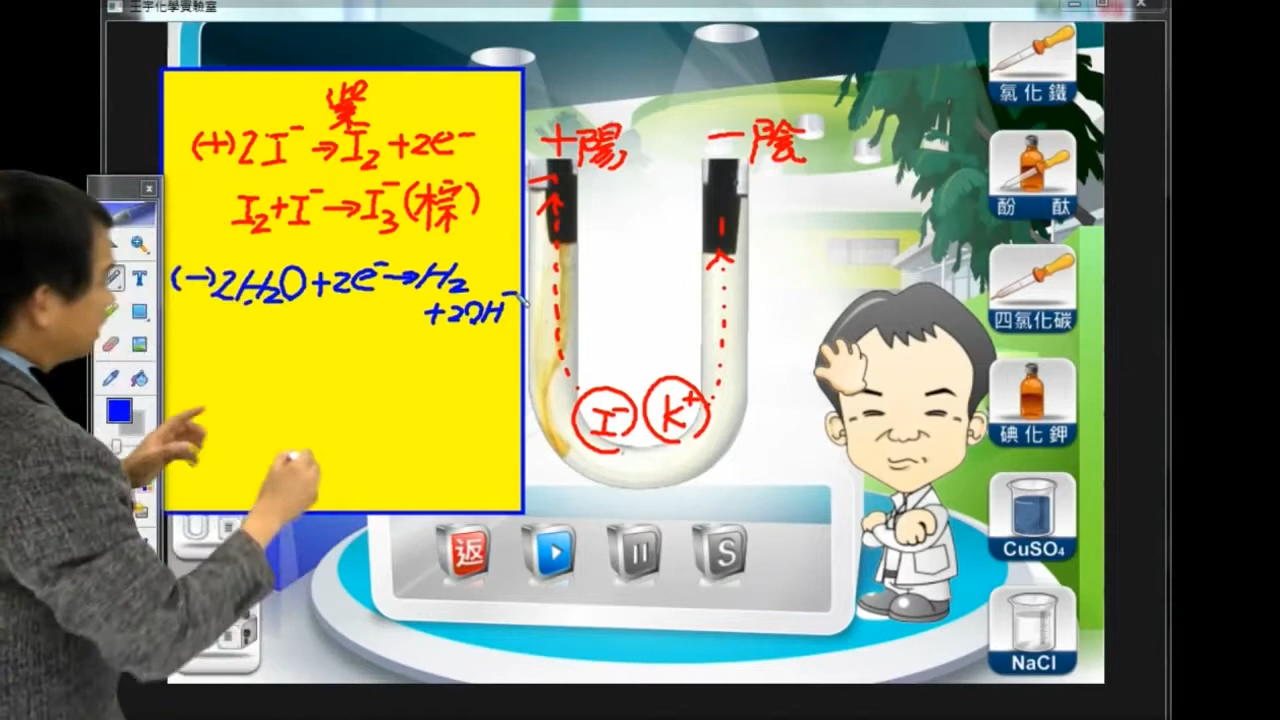 王宇化學實驗室
紫
(+)2I⁻→I₂+2e⁻
I₂+I⁻→I₃⁻(棕)
(−)2H₂O+2e⁻→H₂
+2OH⁻
+陽
−陰
I⁻
K⁺
氯化鐵
酚酞
四氯化碳
碘化鉀
CuSO₄
NaCl
T
返
S